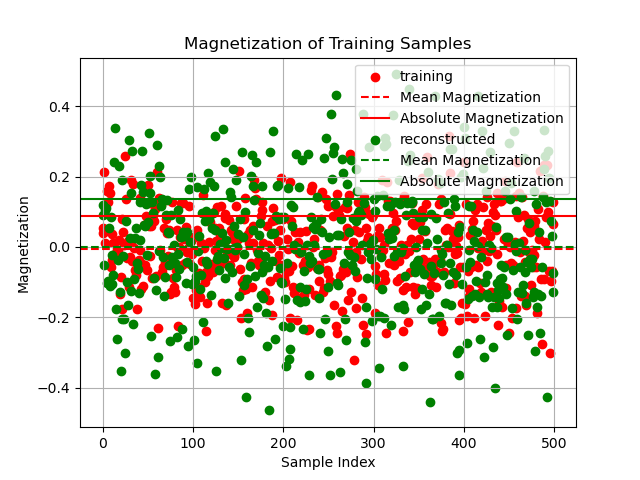 Magnetization of Training Samples
training
Mean Magnetization
Absolute Magnetization
reconstructed
Mean Magnetization
Absolute Magnetization
Magnetization
0.4
0.2
0.0
−0.2
−0.4
0
100
200
300
400
500
Sample Index